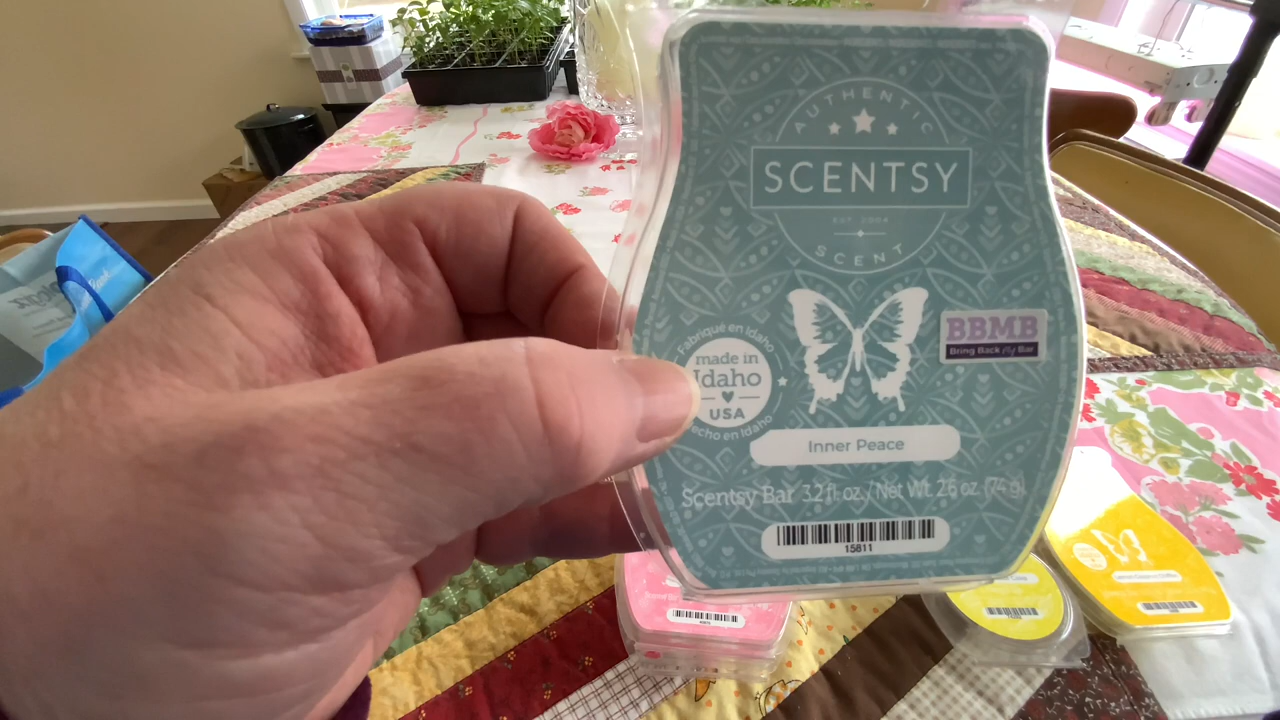 AUTHENTIC
SCENTSY
EST. 2004
SCENT
BBMB
Bring Back My Bar
Fabriqué en Idaho
made in
Idaho
USA
echo en Idaho
Inner Peace
Scentsy Bar 3.2 fl. oz. / Net Wt. 2.6 oz. (74 g)
15811